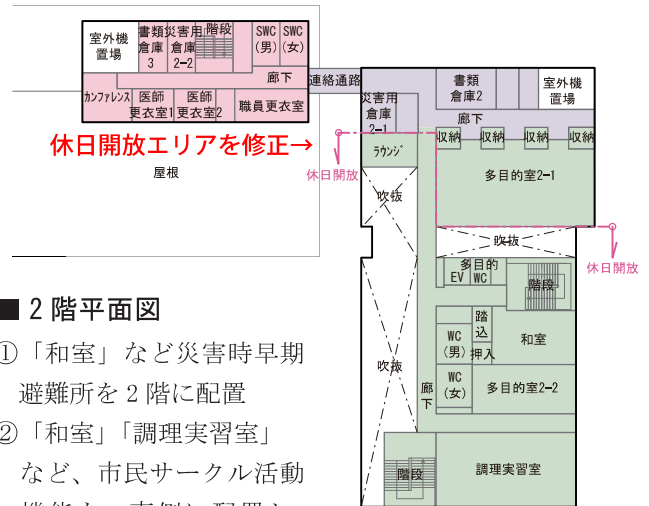 室外機
置場
書類
倉庫
3
災害用
倉庫
2-2
階段
SWC
(男)
SWC
(女)
廊下
カンファレンス
医師
更衣室1
医師
更衣室2
職員更衣室
連絡通路
書類
倉庫2
室外機
置場
災害用
倉庫
2-1
廊下
収納
収納
収納
収納
休日開放エリアを修正→
ラウンジ
屋根
休日開放
多目的室2-1
吹抜
吹抜
休日開放
多目的
EV
WC
階段
■2階平面図
踏
込
和室
WC
(男)
押入
①「和室」など災害時早期
避難所を2階に配置
吹抜
廊
下
WC
(女)
多目的室2-2
②「和室」「調理実習室」
など、市民サークル活動
階段
調理実習室